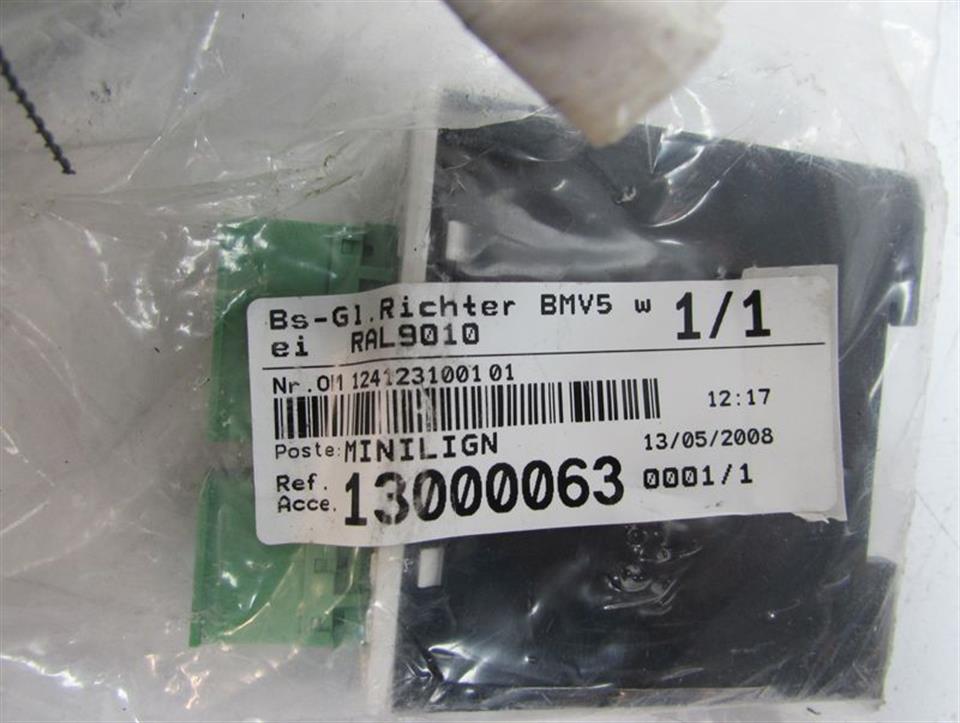 Bs-Gl.Richter BMV5 w
ei RAL9010
1/1
Nr.OM 12412310001 01
12:17
Poste:MINILIGN
13/05/2008
Ref.
Acce. 13000063
0001/1